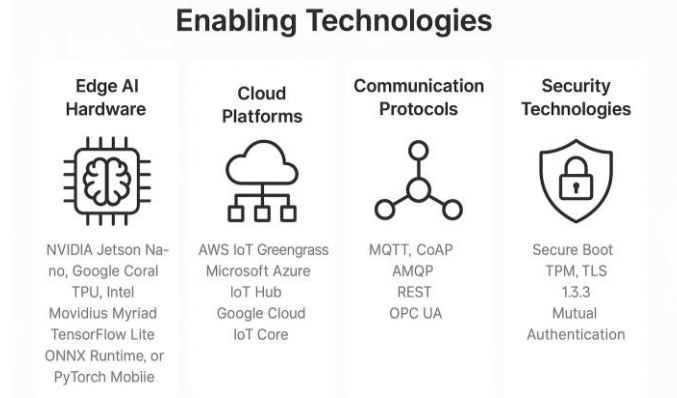 Enabling Technologies
Edge AI
Hardware
NVIDIA Jetson Na-
no, Google Coral
TPU, Intel
Movidius Myriad
TensorFlow Lite
ONNX Runtime, or
PyTorch Mobiie
Cloud
Platforms
AWS IoT Greengrass
Microsoft Azure
IoT Hub
Google Cloud
IoT Core
Communication
Protocols
MQTT, CoAP
AMQP
REST
OPC UA
Security
Technologies
Secure Boot
TPM, TLS
1.3.3
Mutual
Authentication